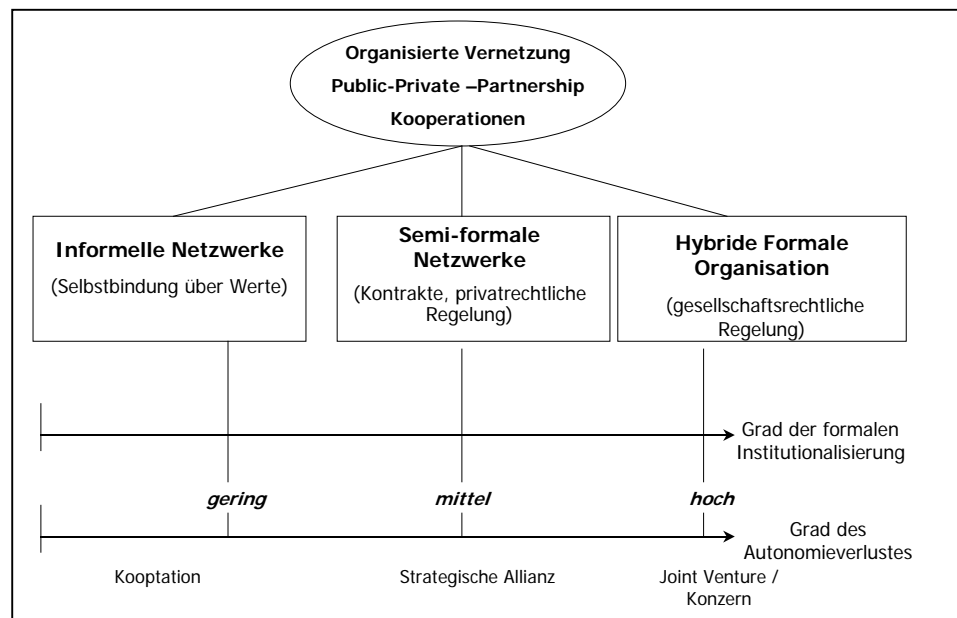 Organisierte Vernetzung
Public-Private –Partnership
Kooperationen
Informelle Netzwerke
(Selbstbindung über Werte)
Semi-formale
Netzwerke
(Kontrakte, privatrechtliche
Regelung)
Hybride Formale
Organisation
(gesellschaftsrechtliche
Regelung)
Grad der formalen
Institutionalisierung
gering
mittel
hoch
Grad des
Autonomieverlustes
Kooptation
Strategische Allianz
Joint Venture /
Konzern